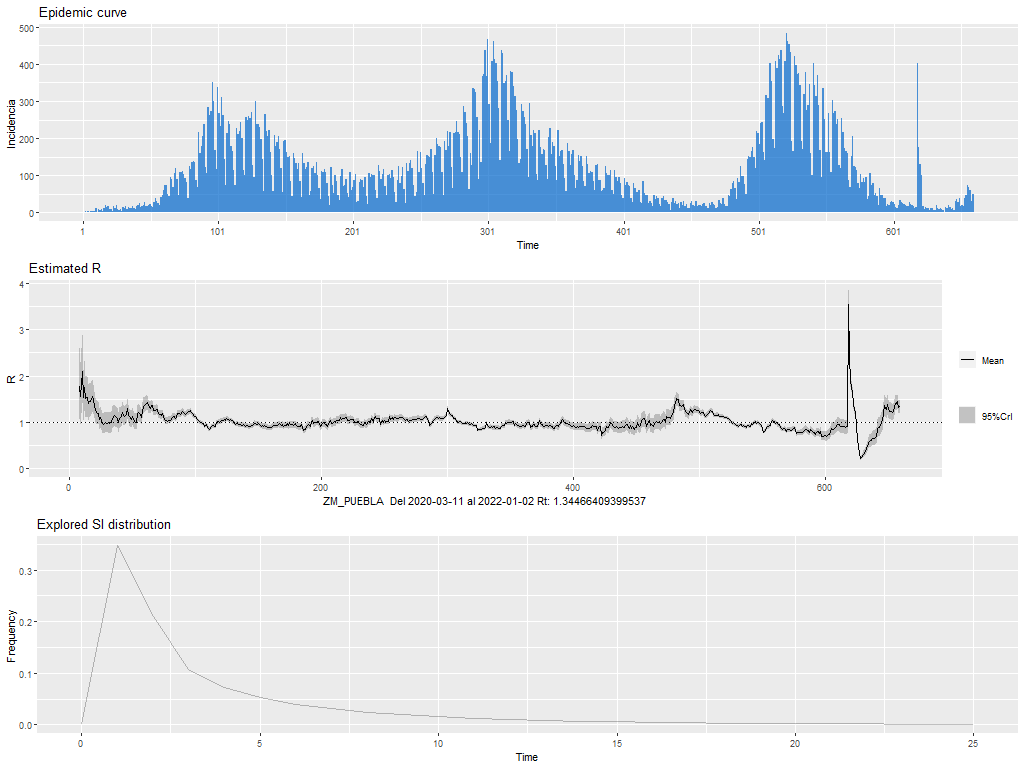 Epidemic curve
500
400
300
200
100
0
Incidencia
1
101
201
301
401
501
601
Time
Estimated R
4
3
2
1
0
R
0
200
400
600
ZM_PUEBLA Del 2020-03-11 al 2022-01-02 Rt: 1.34466409399537
Mean
95%CrI
Explored SI distribution
0.3
0.2
0.1
0.0
Frequency
0
5
10
15
20
25
Time